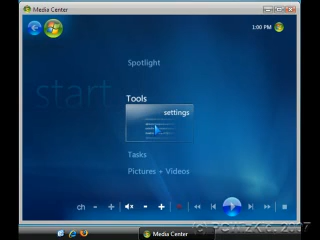 Media Center
1:00 PM
Spotlight
start
Tools
settings
Tasks
Pictures + Videos
ch - + - +
Media Center